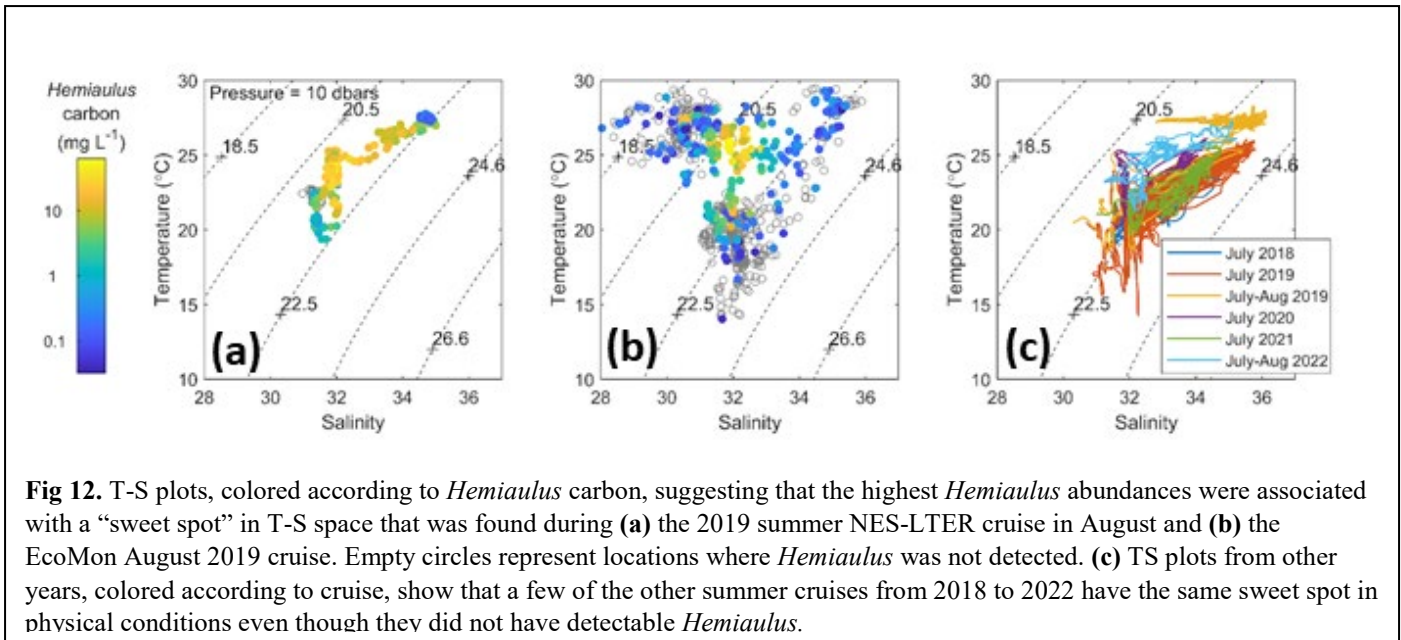 Hemiaulus
carbon
(mg L⁻¹)
10
1
0.1
30
25
20
15
10
Temperature (°C)
Pressure = 10 dbars
20.5
18.5
24.6
22.5
26.6
(a)
28 30 32 34 36
Salinity
30
25
20
15
10
Temperature (°C)
20.5
18.5
24.6
22.5
26.6
(b)
28 30 32 34 36
Salinity
30
25
20
15
10
Temperature (°C)
20.5
18.5
24.6
22.5
(c)
July 2018
July 2019
July-Aug 2019
July 2020
July 2021
July-Aug 2022
28 30 32 34 36
Salinity
Fig 12. T-S plots, colored according to Hemiaulus carbon, suggesting that the highest Hemiaulus abundances were associated
with a “sweet spot” in T-S space that was found during (a) the 2019 summer NES-LTER cruise in August and (b) the
EcoMon August 2019 cruise. Empty circles represent locations where Hemiaulus was not detected. (c) TS plots from other
years, colored according to cruise, show that a few of the other summer cruises from 2018 to 2022 have the same sweet spot in
physical conditions even though they did not have detectable Hemiaulus.